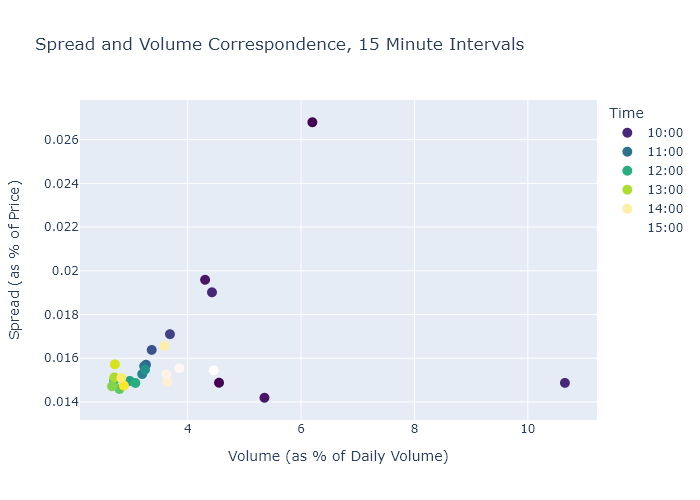 Spread and Volume Correspondence, 15 Minute Intervals
Time
10:00
11:00
12:00
13:00
14:00
15:00
0.026
0.024
0.022
0.02
0.018
0.016
0.014
Spread (as % of Price)
4 6 8 10
Volume (as % of Daily Volume)